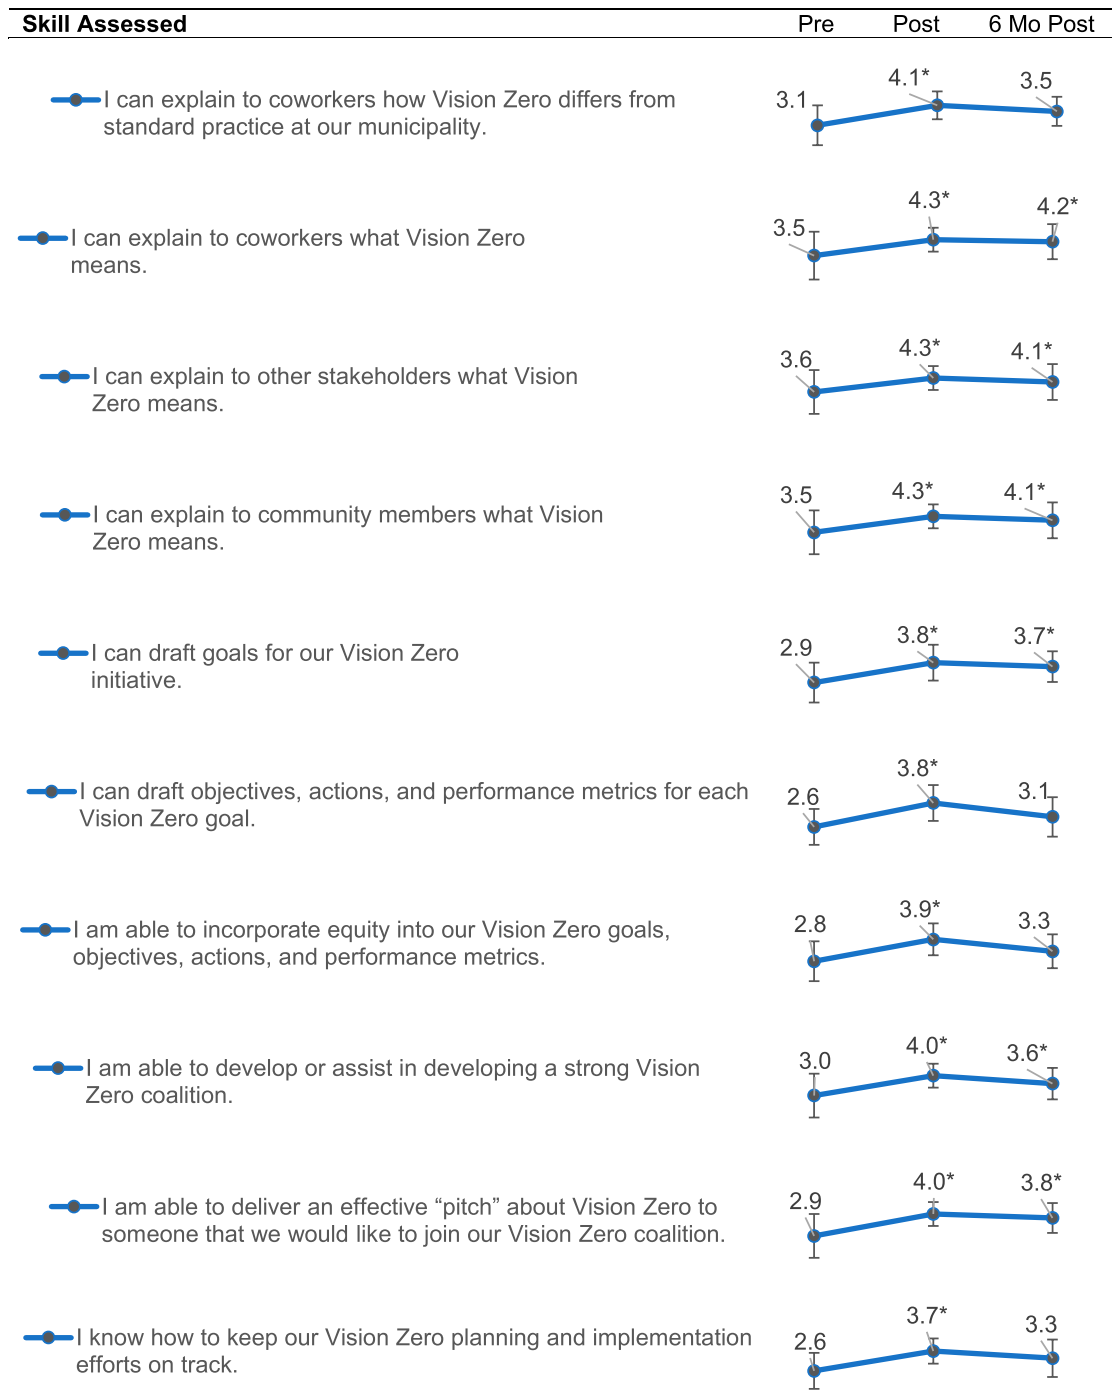 Skill Assessed Pre Post 6 Mo Post
I can explain to coworkers how Vision Zero differs from
standard practice at our municipality.
3.1 4.1* 3.5
I can explain to coworkers what Vision Zero
means.
3.5 4.3* 4.2*
I can explain to other stakeholders what Vision
Zero means.
3.6 4.3* 4.1*
I can explain to community members what Vision
Zero means.
3.5 4.3* 4.1*
I can draft goals for our Vision Zero
initiative.
2.9 3.8* 3.7*
I can draft objectives, actions, and performance metrics for each
Vision Zero goal.
2.6 3.8* 3.1
I am able to incorporate equity into our Vision Zero goals,
objectives, actions, and performance metrics.
2.8 3.9* 3.3
I am able to develop or assist in developing a strong Vision
Zero coalition.
3.0 4.0* 3.6*
I am able to deliver an effective “pitch” about Vision Zero to
someone that we would like to join our Vision Zero coalition.
2.9 4.0* 3.8*
I know how to keep our Vision Zero planning and implementation
efforts on track.
2.6 3.7* 3.3